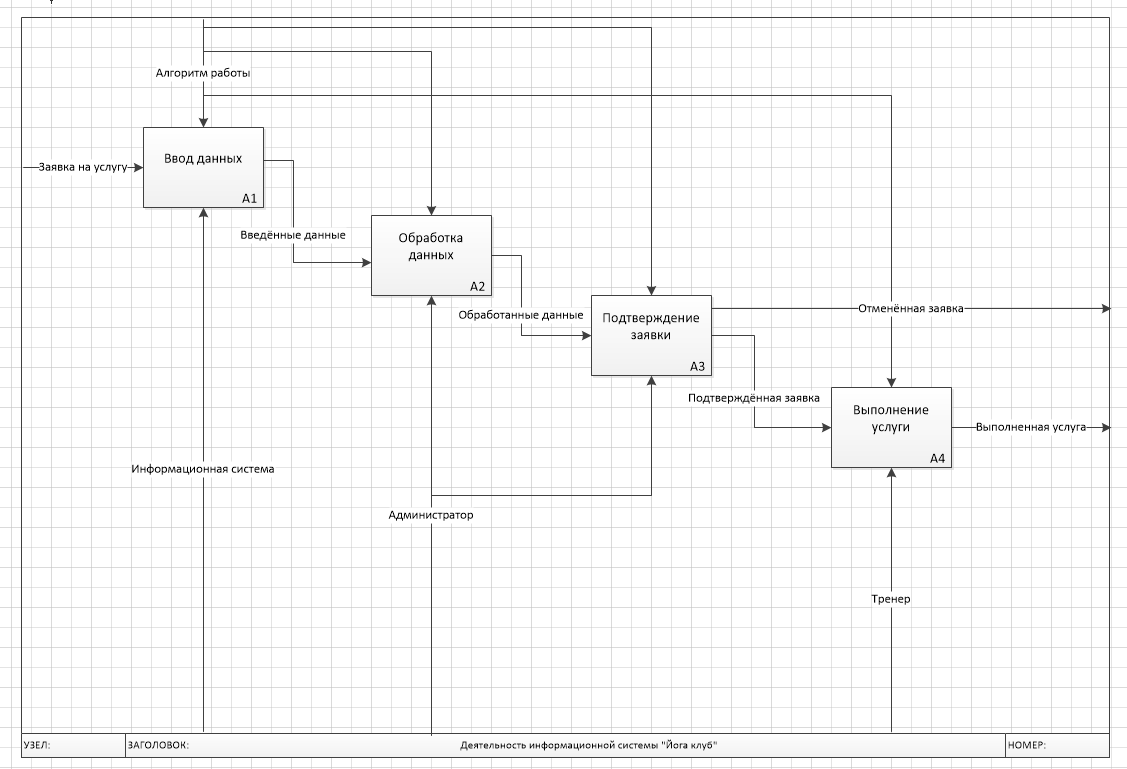 Алгоритм работы
Заявка на услугу
Ввод данных
A1
Введённые данные
Обработка
данных
A2
Обработанные данные
Подтверждение
заявки
A3
Отменённая заявка
Подтверждённая заявка
Выполнение
услуги
A4
Выполненная услуга
Информационная система
Администратор
Тренер
УЗЕЛ:
ЗАГОЛОВОК:
Деятельность информационной системы "Йога клуб"
НОМЕР: